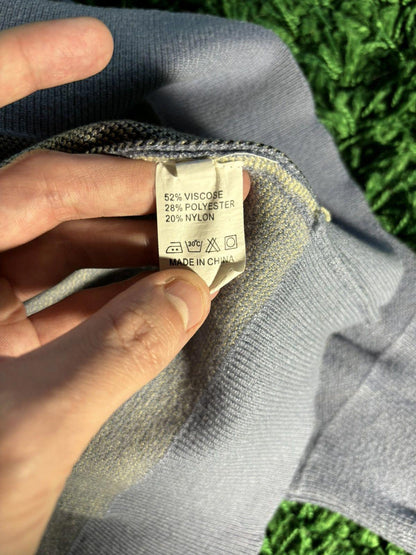 52% VISCOSE
28% POLYESTER
20% NYLON
30°C
MADE IN CHINA